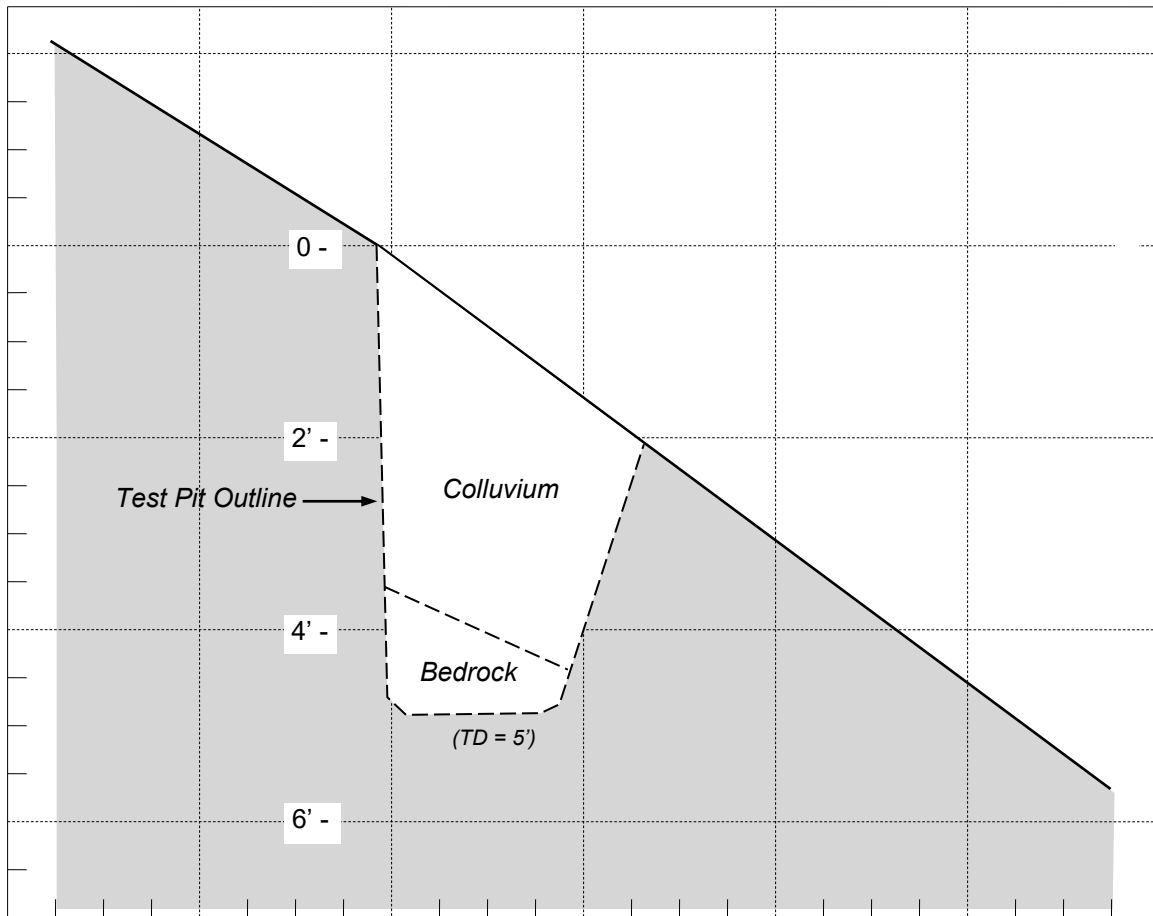 0 -
2’ -
Colluvium
Test Pit Outline
4’ -
Bedrock
(TD = 5’)
6’ -